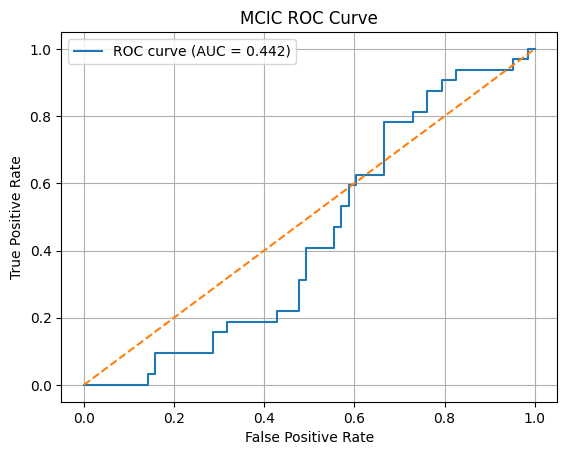 MCIC ROC Curve
ROC curve (AUC = 0.442)
True Positive Rate
1.0
0.8
0.6
0.4
0.2
0.0
0.0 0.2 0.4 0.6 0.8 1.0
False Positive Rate